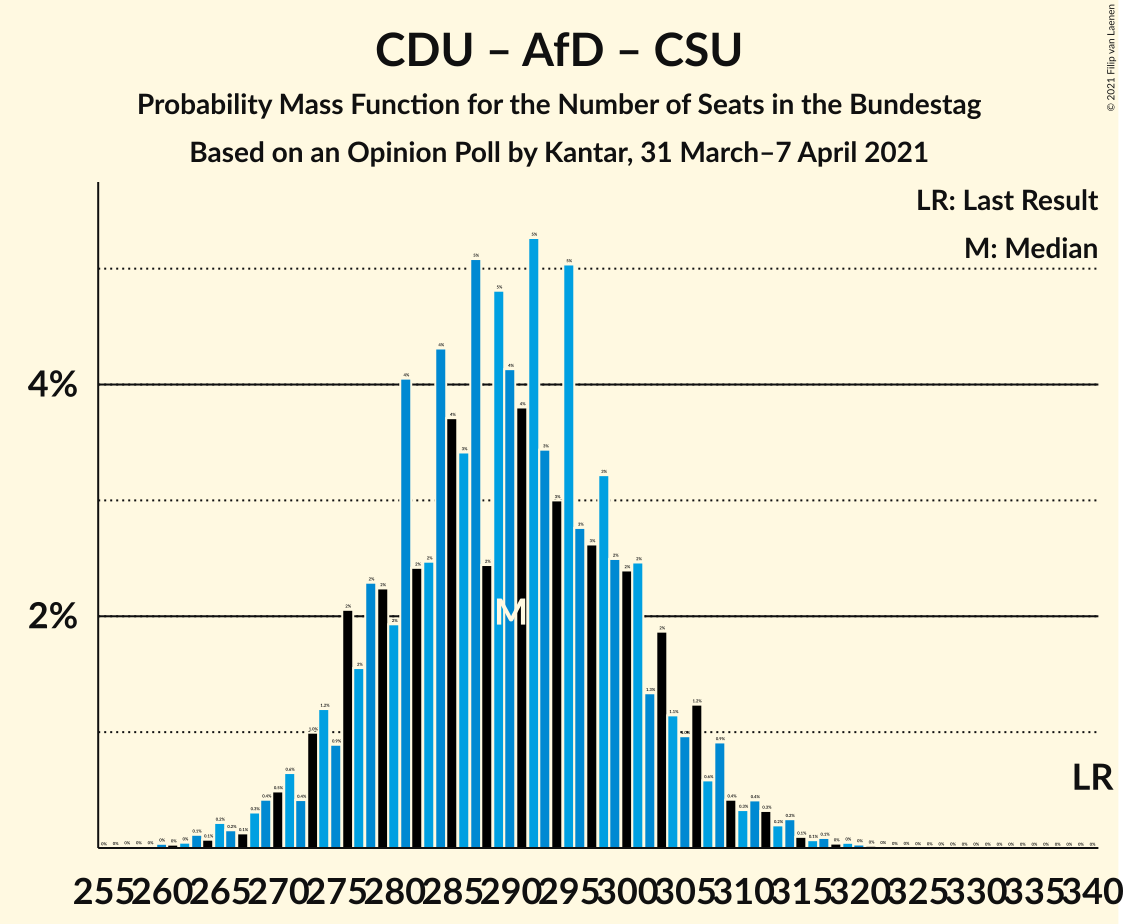 CDU – AfD – CSU
Probability Mass Function for the Number of Seats in the Bundestag
Based on an Opinion Poll by Kantar, 31 March–7 April 2021
© 2021 Filip van Laenen
LR: Last Result
M: Median
4%
2%
M
LR
255 260 265 270 275 280 285 290 295 300 305 310 315 320 325 330 335 340